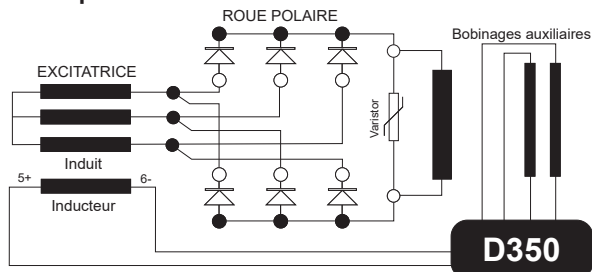 ROUE POLAIRE
Bobinages auxiliaires
EXCITATRICE
Varistor
Induit
5+
6-
Inducteur
D350